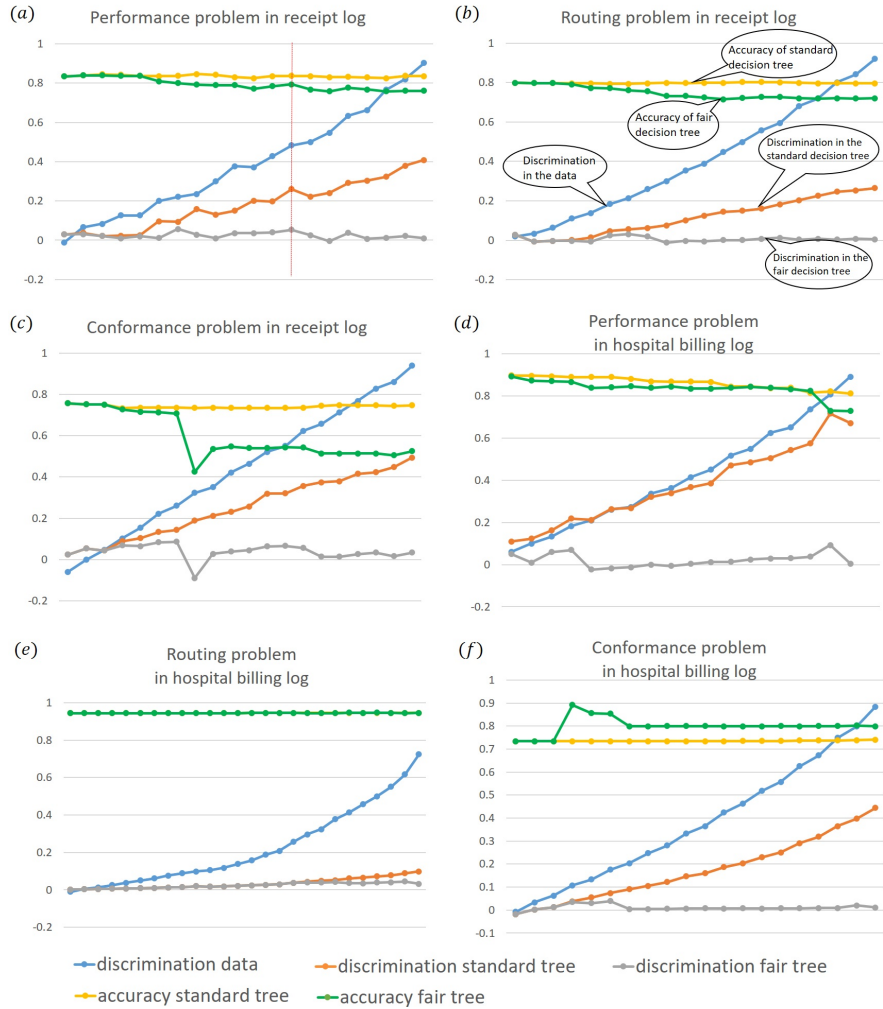 (a)
Performance problem in receipt log
1
0.8
0.6
0.4
0.2
0
-0.2
(b)
Routing problem in receipt log
1
0.8
0.6
0.4
0.2
0
-0.2
Accuracy of standard
decision tree
Accuracy of fair
decision tree
Discrimination
in the data
Discrimination in the
standard decision tree
Discrimination in the
fair decision tree
(c)
Conformance problem in receipt log
1
0.8
0.6
0.4
0.2
0
-0.2
(d)
Performance problem
in hospital billing log
1
0.8
0.6
0.4
0.2
0
-0.2
(e)
Routing problem
in hospital billing log
1
0.8
0.6
0.4
0.2
0
-0.2
(f)
Conformance problem
in hospital billing log
1
0.9
0.8
0.7
0.6
0.5
0.4
0.3
0.2
0.1
0
-0.1
discrimination data
discrimination standard tree
discrimination fair tree
accuracy standard tree
accuracy fair tree